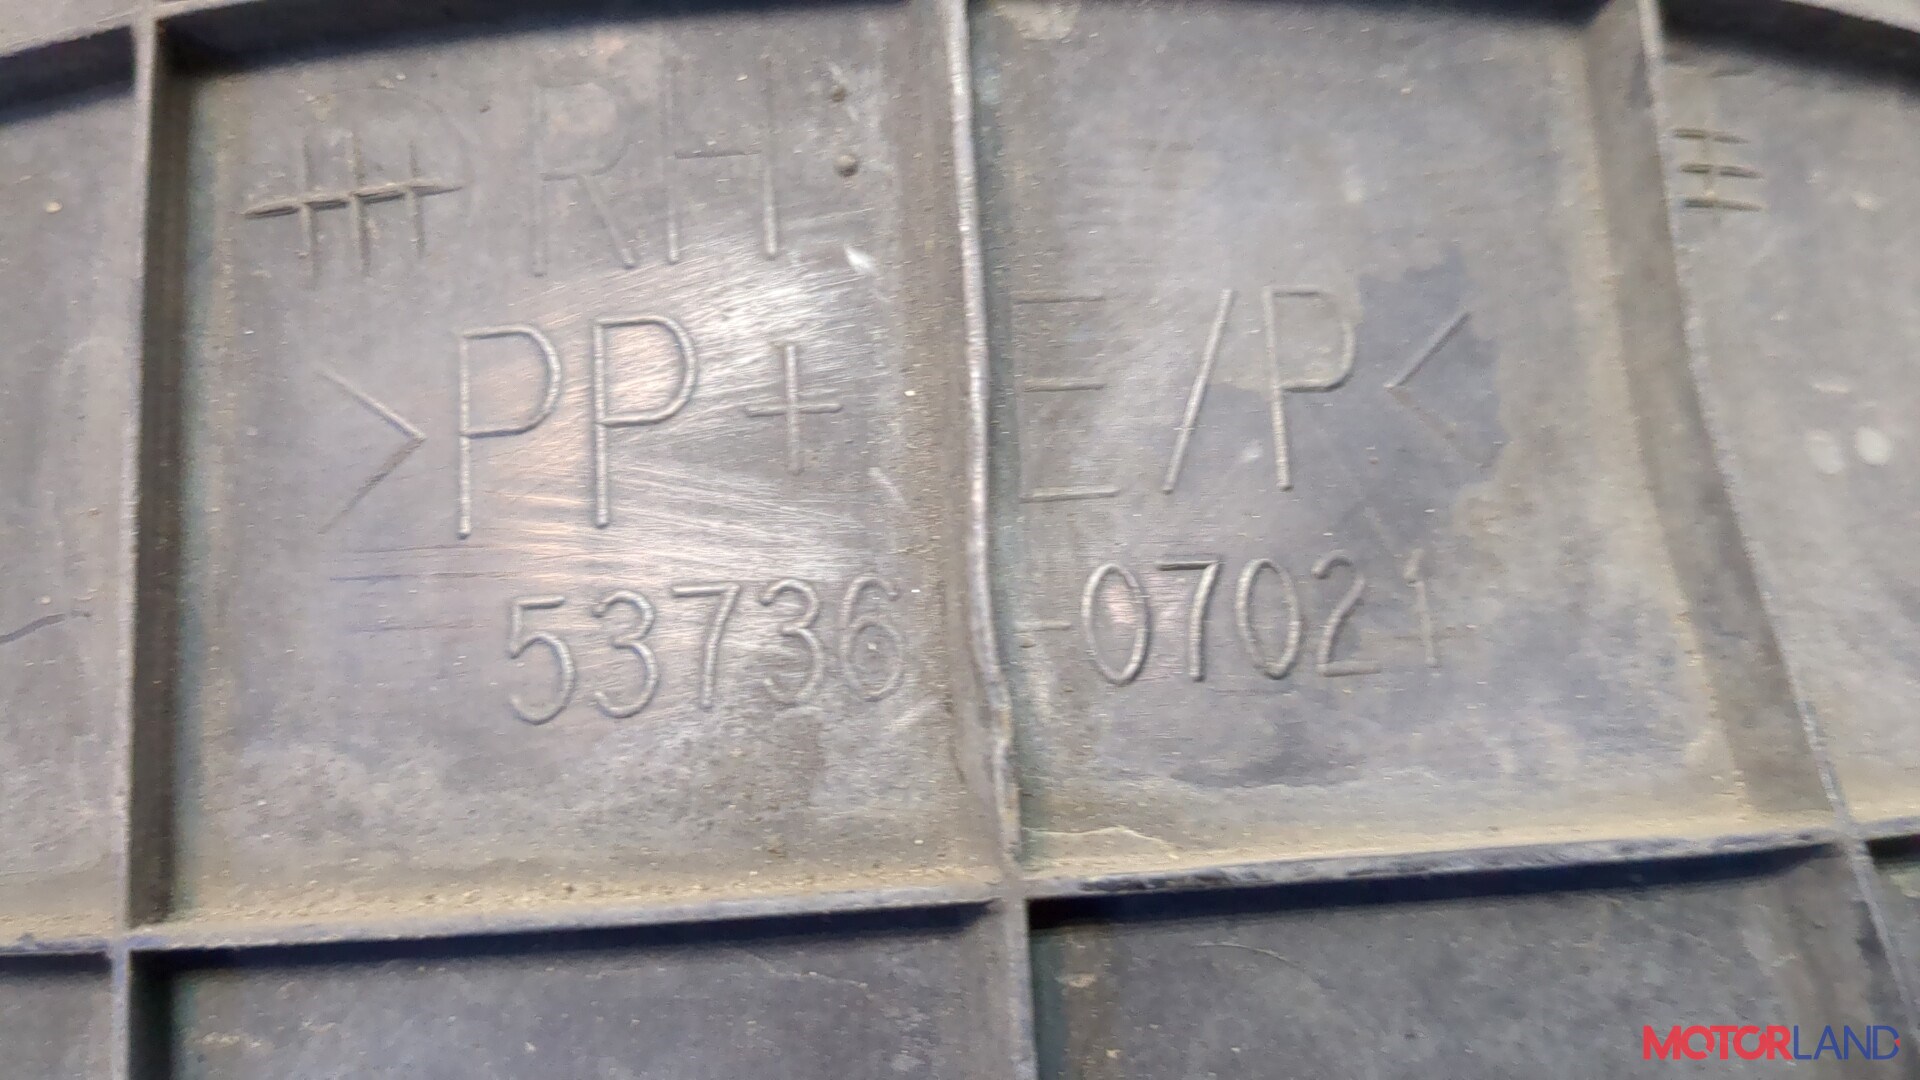 RH
>PP+E/P<
53736-07021
MOTORLAND